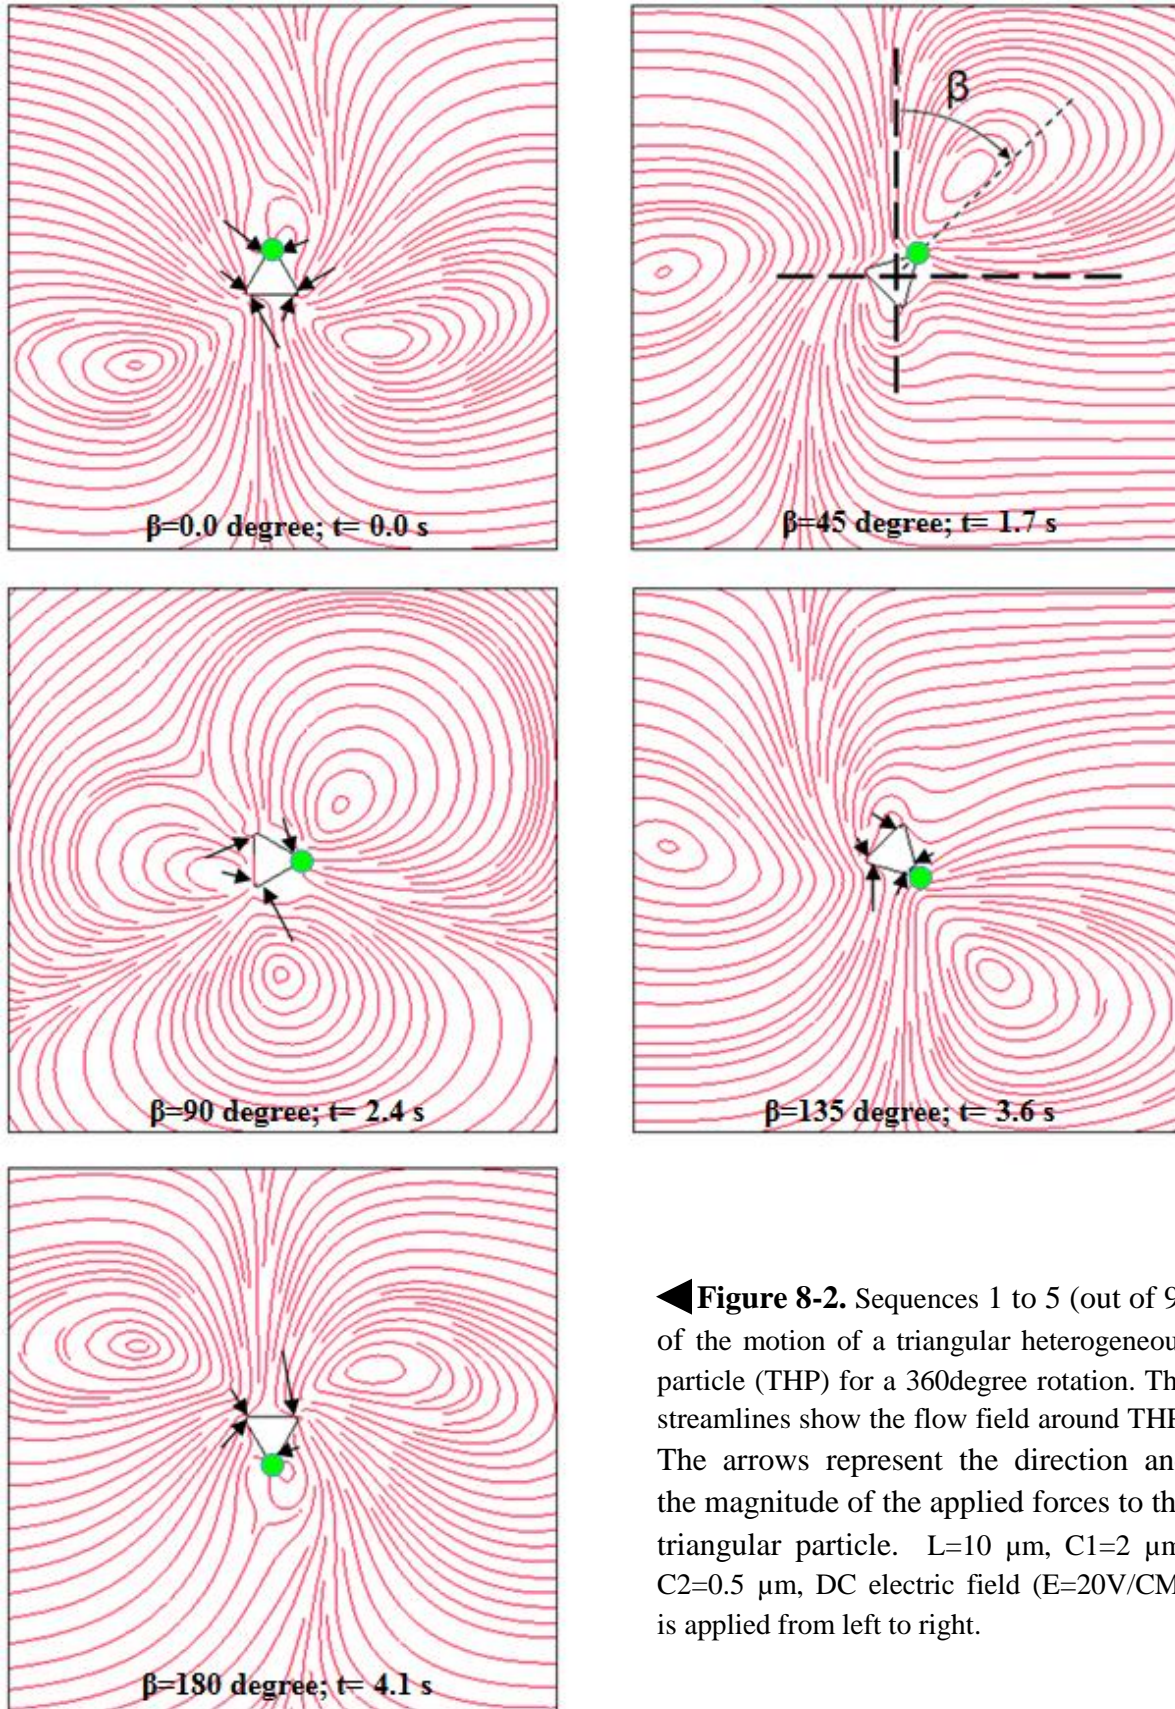 β
β=0.0 degree; t= 0.0 s
β=45 degree; t= 1.7 s
β=90 degree; t= 2.4 s
β=135 degree; t= 3.6 s
β=180 degree; t= 4.1 s
Figure 8-2. Sequences 1 to 5 (out of 9
of the motion of a triangular heterogeneou
particle (THP) for a 360degree rotation. Th
streamlines show the flow field around THP
The arrows represent the direction an
the magnitude of the applied forces to th
triangular particle. L=10 µm, C1=2 µm
C2=0.5 µm, DC electric field (E=20V/CM
is applied from left to right.